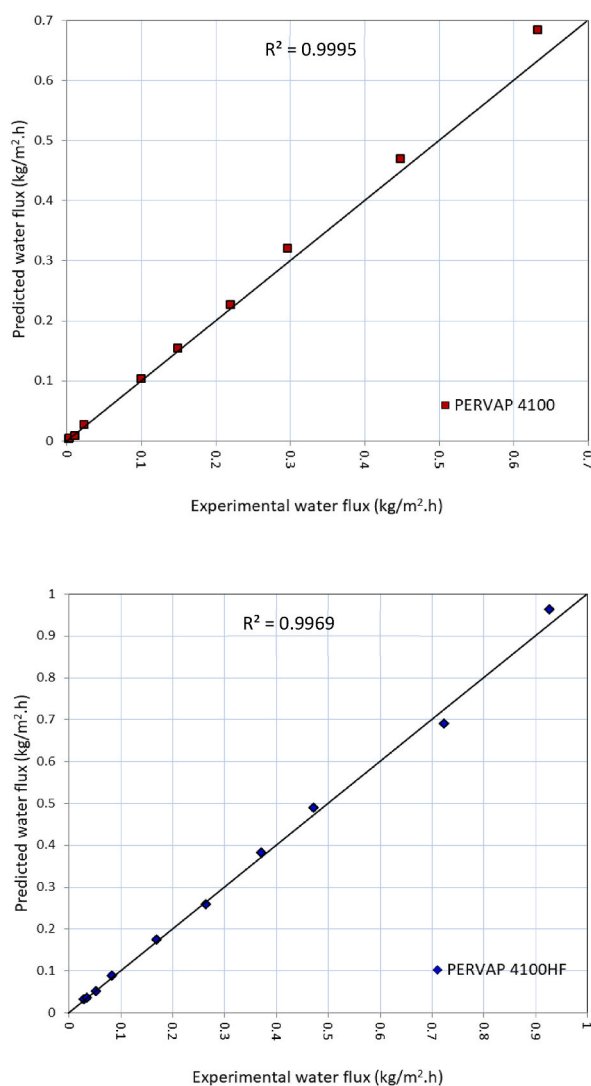 0.7
R² = 0.9995
0.6
0.5
0.4
0.3
0.2
0.1
0
Predicted water flux (kg/m².h)
PERVAP 4100
0 0.1 0.2 0.3 0.4 0.5 0.6 0.7
Experimental water flux (kg/m².h)
1
R² = 0.9969
0.9
0.8
0.7
0.6
0.5
0.4
0.3
0.2
0.1
0
Predicted water flux (kg/m².h)
PERVAP 4100HF
0 0.1 0.2 0.3 0.4 0.5 0.6 0.7 0.8 0.9 1
Experimental water flux (kg/m².h)